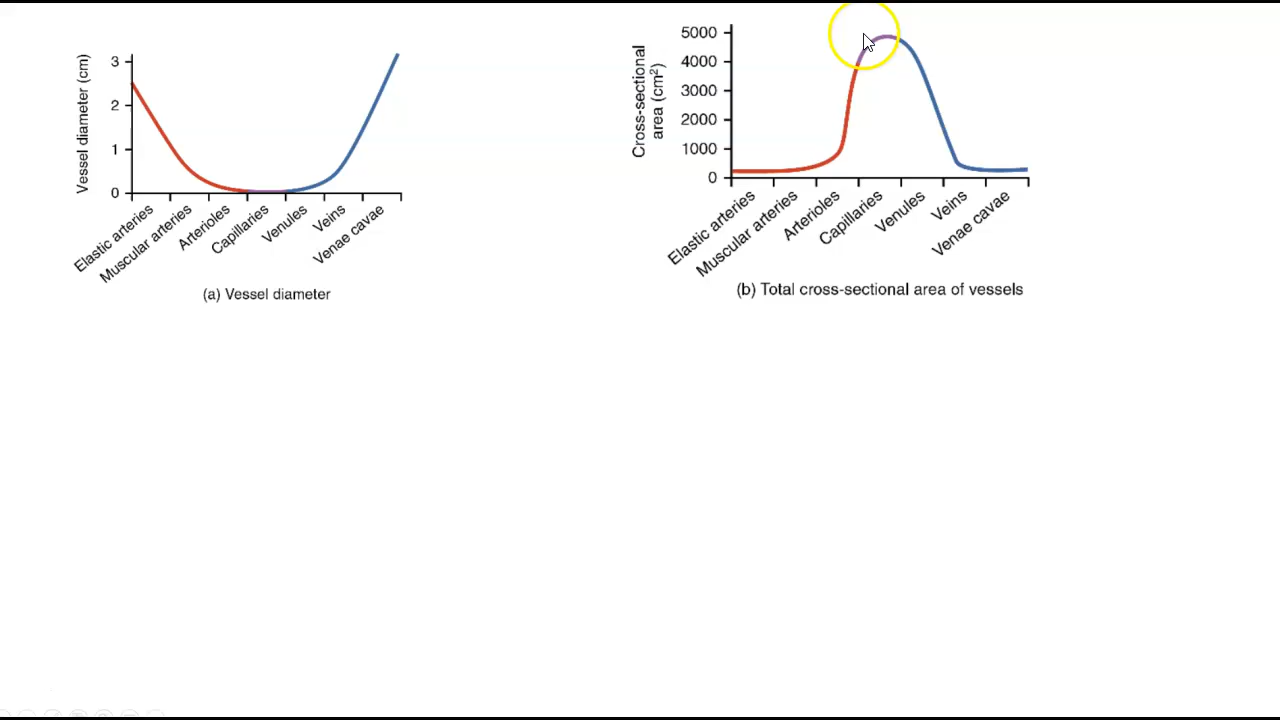 Vessel diameter (cm)
3
2
1
0
Elastic arteries
Muscular arteries
Arterioles
Capillaries
Venules
Veins
Venae cavae
(a) Vessel diameter
Cross-sectional
area (cm²)
5000
4000
3000
2000
1000
0
Elastic arteries
Muscular arteries
Arterioles
Capillaries
Venules
Veins
Venae cavae
(b) Total cross-sectional area of vessels